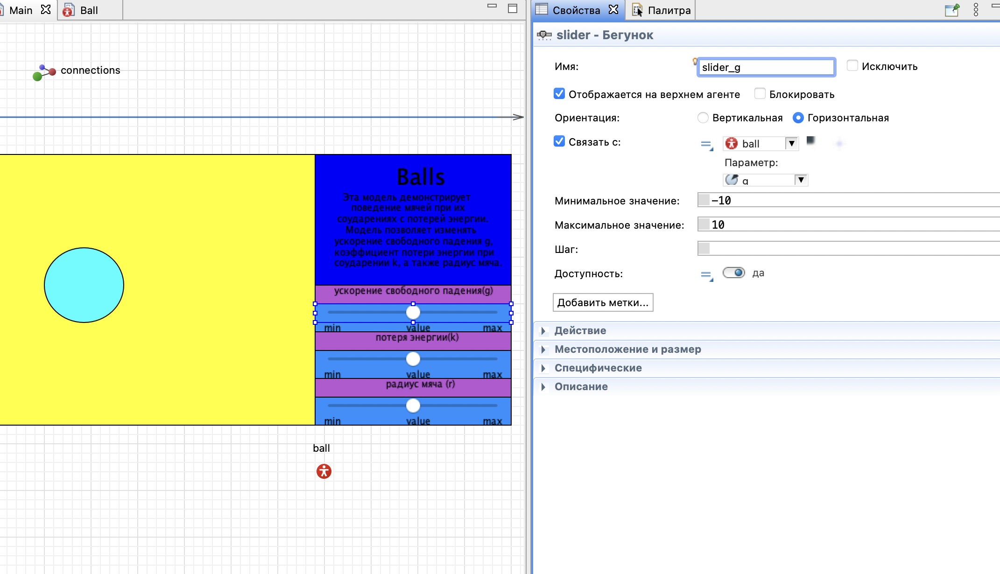 Main
Ball
connections
Balls
Эта модель демонстрирует
поведение мячей при их
соударениях с потерей энергии.
Модель позволяет изменять
ускорение свободного падения g,
коэффициент потери энергии при
соударении k, а также радиус мяча.
ускорение свободного падения(g)
min value max
потеря энергии(k)
min value max
радиус мяча (r)
min value max
ball
Свойства
Палитра
slider - Бегунок
Имя: slider_g Исключить
Отображается на верхнем агенте Блокировать
Ориентация: Вертикальная Горизонтальная
Связать с: ball
Параметр:
g
Минимальное значение: -10
Максимальное значение: 10
Шаг:
Доступность: да
Добавить метки...
Действие
Местоположение и размер
Специфические
Описание